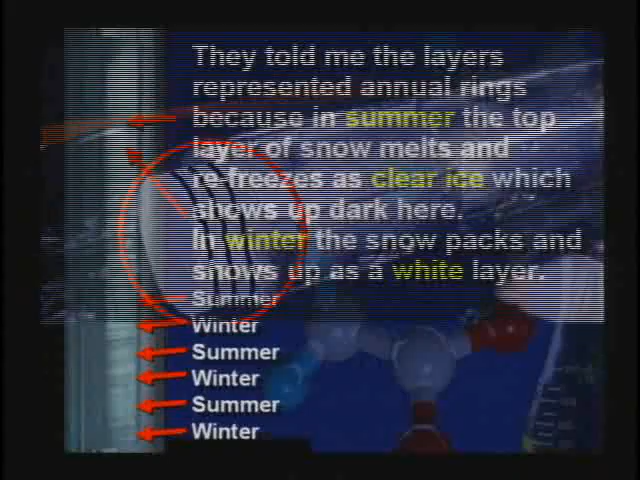 They told me the layers
represented annual rings
because in summer the top
layer of snow melts and
re-freezes as clear ice which
shows up dark here.
In winter the snow packs and
shows up as a white layer.
Summer
Winter
Summer
Winter
Summer
Winter